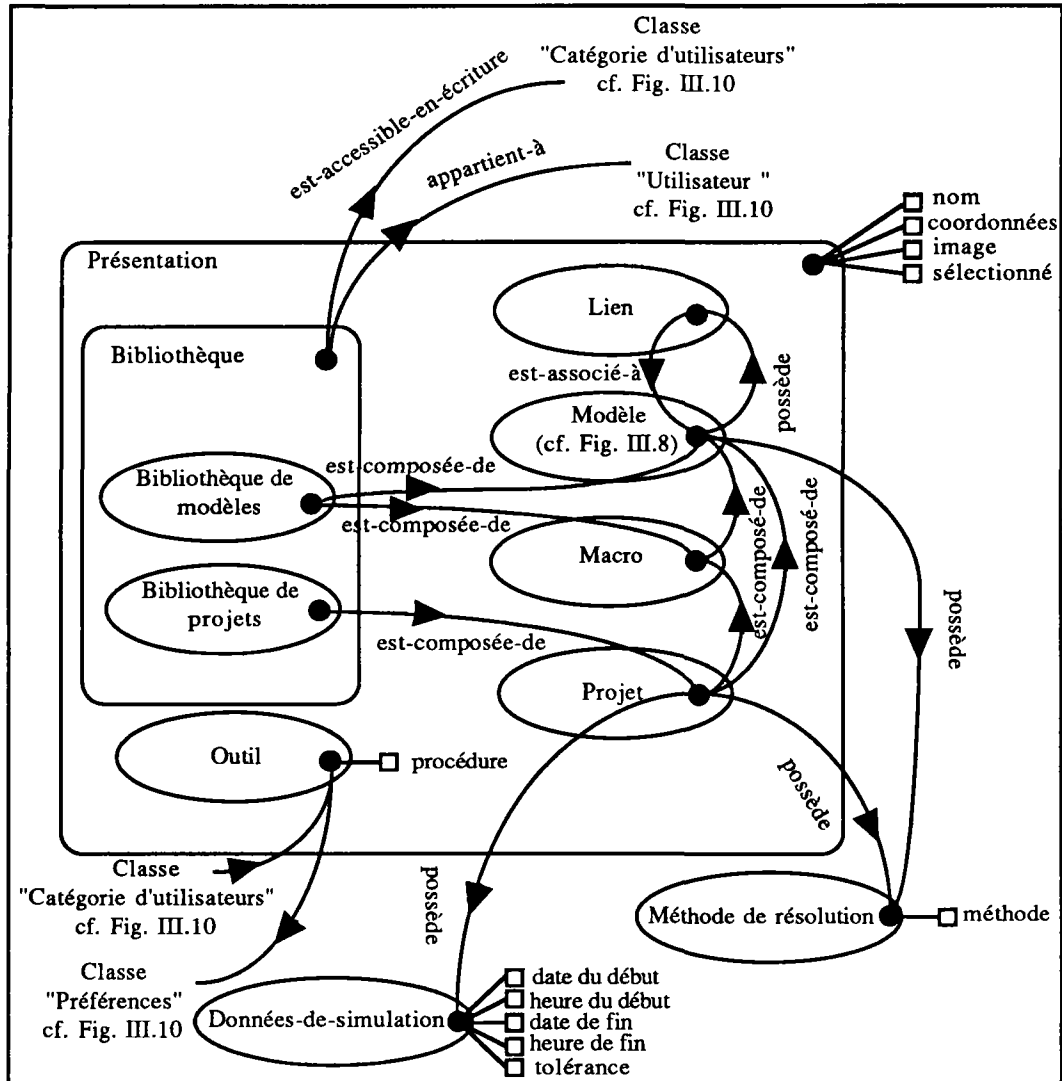 Classe
"Catégorie d'utilisateurs"
cf. Fig. III.10
est-accessible-en-écriture
appartient-à
Classe
"Utilisateur "
cf. Fig. III.10
nom
coordonnées
image
sélectionné
Présentation
Bibliothèque
Lien
est-associé-à
possède
Modèle
(cf. Fig. III.8)
Bibliothèque de
modèles
est-composée-de
est-composée-de
Macro
est-composé-de
est-composé-de
Bibliothèque de
projets
est-composée-de
possède
Projet
Outil
procédure
possède
Classe
"Catégorie d'utilisateurs"
cf. Fig. III.10
possède
Méthode de résolution
méthode
Classe
"Préférences"
cf. Fig. III.10
Données-de-simulation
date du début
heure du début
date de fin
heure de fin
tolérance